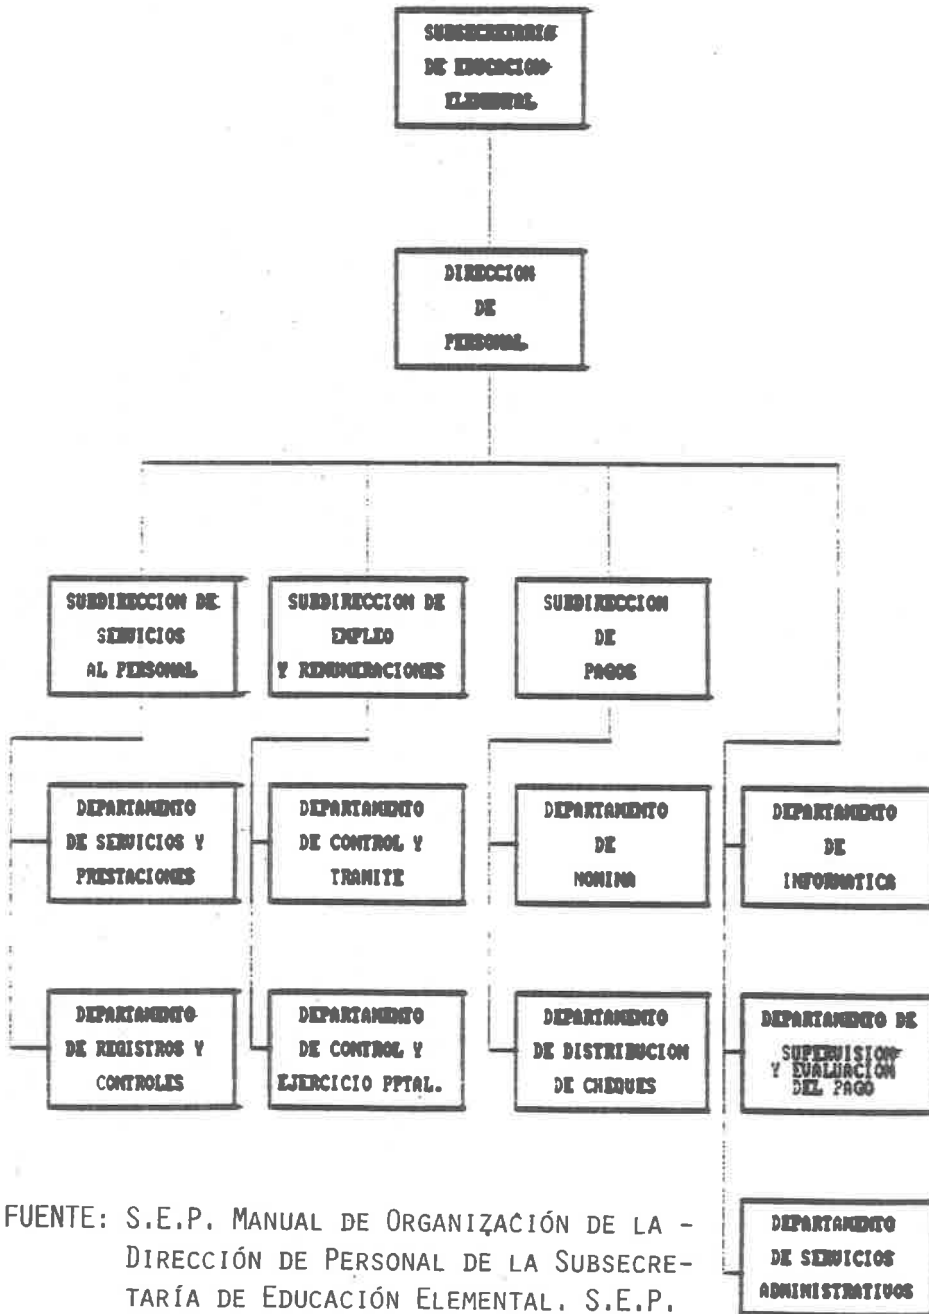 SUBSECRETARIA
DE EDUCACION
ELEMENTAL
DIRECCION
DE
PERSONAL
SUBDIRECCION DE
SERVICIOS
AL PERSONAL
SUBDIRECCION DE
EMPLEO
Y REMUNERACIONES
SUBDIRECCION
DE
PAGOS
DEPARTAMENTO
DE SERVICIOS Y
PRESTACIONES
DEPARTAMENTO
DE CONTROL Y
TRAMITE
DEPARTAMENTO
DE
NOMINA
DEPARTAMENTO
DE
INFORMATICA
DEPARTAMENTO
DE REGISTROS Y
CONTROLES
DEPARTAMENTO
DE CONTROL Y
EJERCICIO PPTAL.
DEPARTAMENTO
DE DISTRIBUCION
DE CHEQUES
DEPARTAMENTO DE
SUPERVISION
Y EVALUACION
DEL PAGO
DEPARTAMENTO
DE SERVICIOS
ADMINISTRATIVOS
FUENTE: S.E.P. MANUAL DE ORGANIZACIÓN DE LA -
DIRECCIÓN DE PERSONAL DE LA SUBSECRE-
TARÍA DE EDUCACIÓN ELEMENTAL. S.E.P.